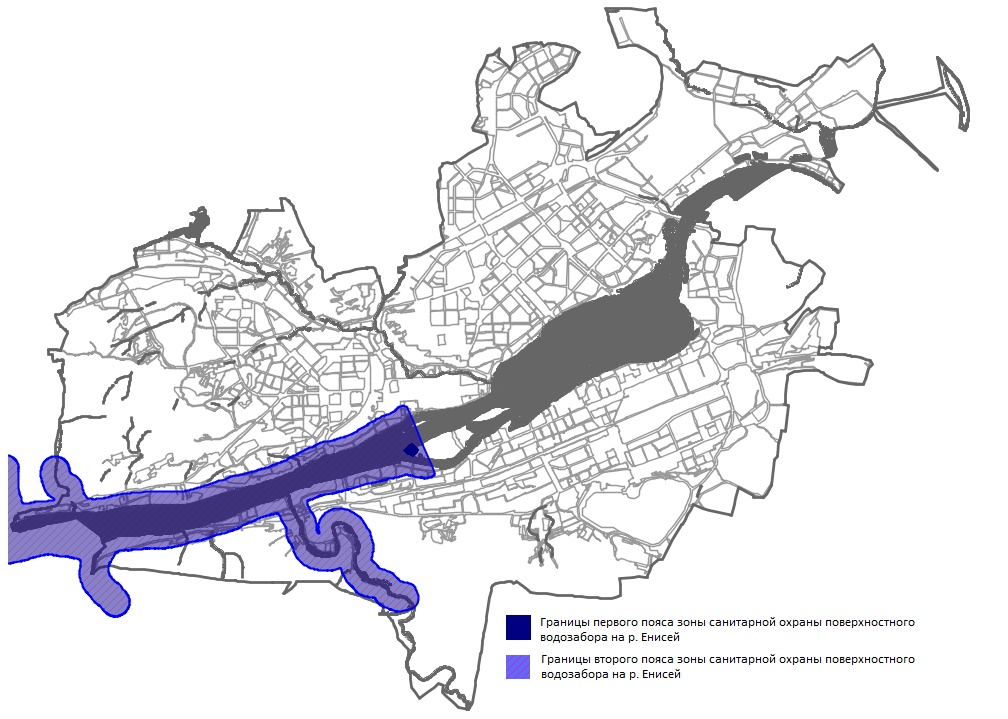 Границы первого пояса зоны санитарной охраны поверхностного
водозабора на р. Енисей
Границы второго пояса зоны санитарной охраны поверхностного
водозабора на р. Енисей